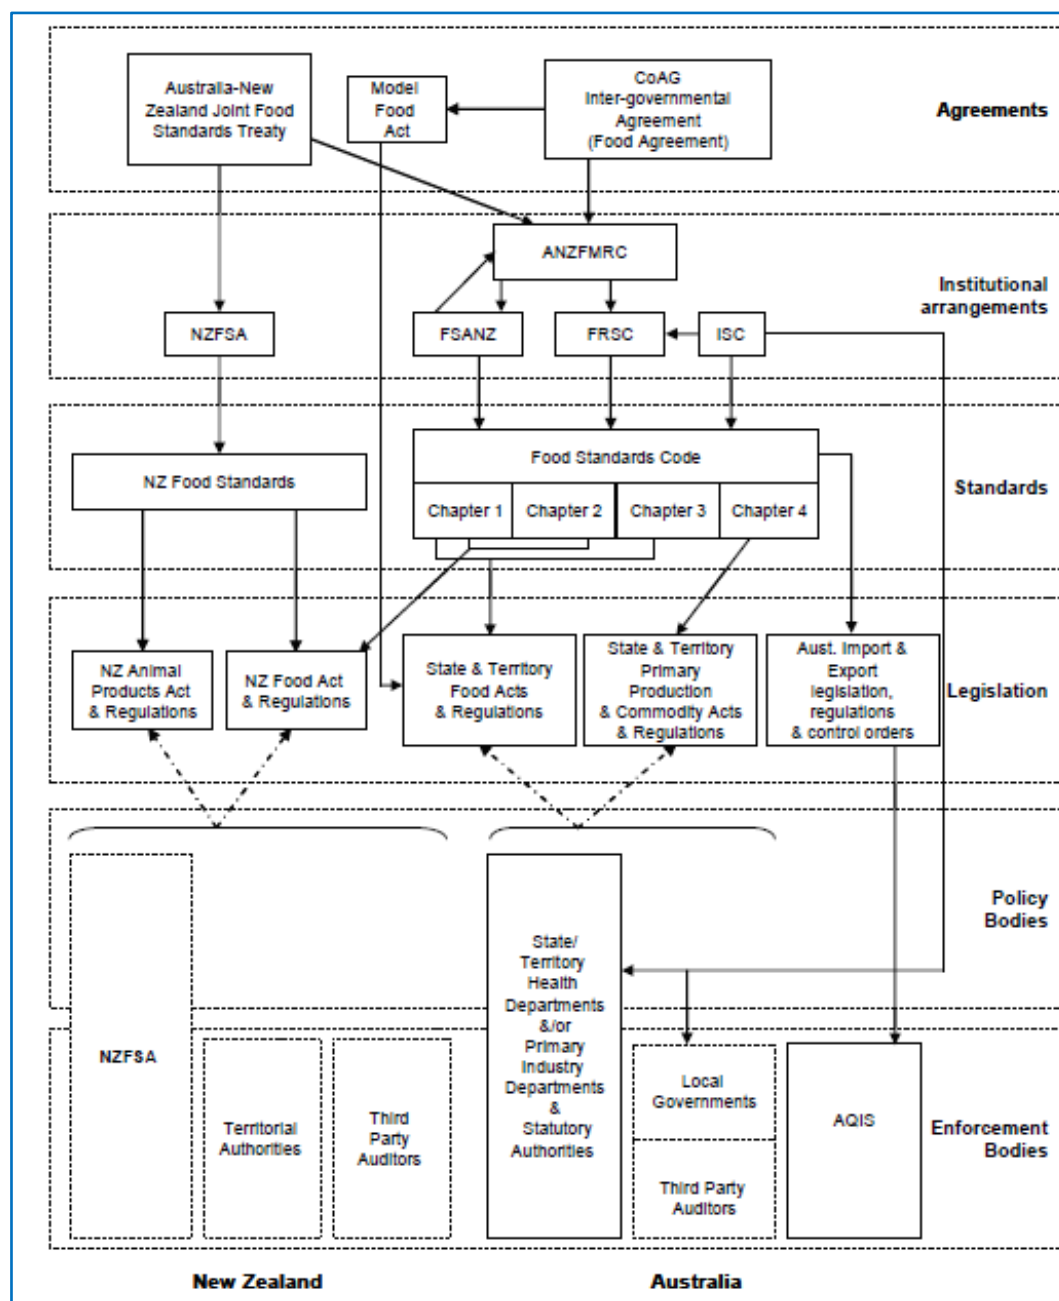 Australia-New
Zealand Joint Food
Standards Treaty
Model
Food
Act
CoAG
Inter-governmental
Agreement
(Food Agreement)
Agreements
ANZFMRC
Institutional
arrangements
NZFSA
FSANZ
FRSC
ISC
Food Standards Code
NZ Food Standards
Standards
Chapter 1
Chapter 2
Chapter 3
Chapter 4
NZ Animal
Products Act
& Regulations
NZ Food Act
& Regulations
State & Territory
Food Acts
& Regulations
State & Territory
Primary
Production
& Commodity Acts
& Regulations
Aust. Import &
Export
legislation,
regulations
& control orders
Legislation
Policy
Bodies
NZFSA
Territorial
Authorities
Third
Party
Auditors
State/
Territory
Health
Departments
&/or
Primary
Industry
Departments
&
Statutory
Authorities
Local
Governments
Third Party
Auditors
AQIS
Enforcement
Bodies
New Zealand
Australia